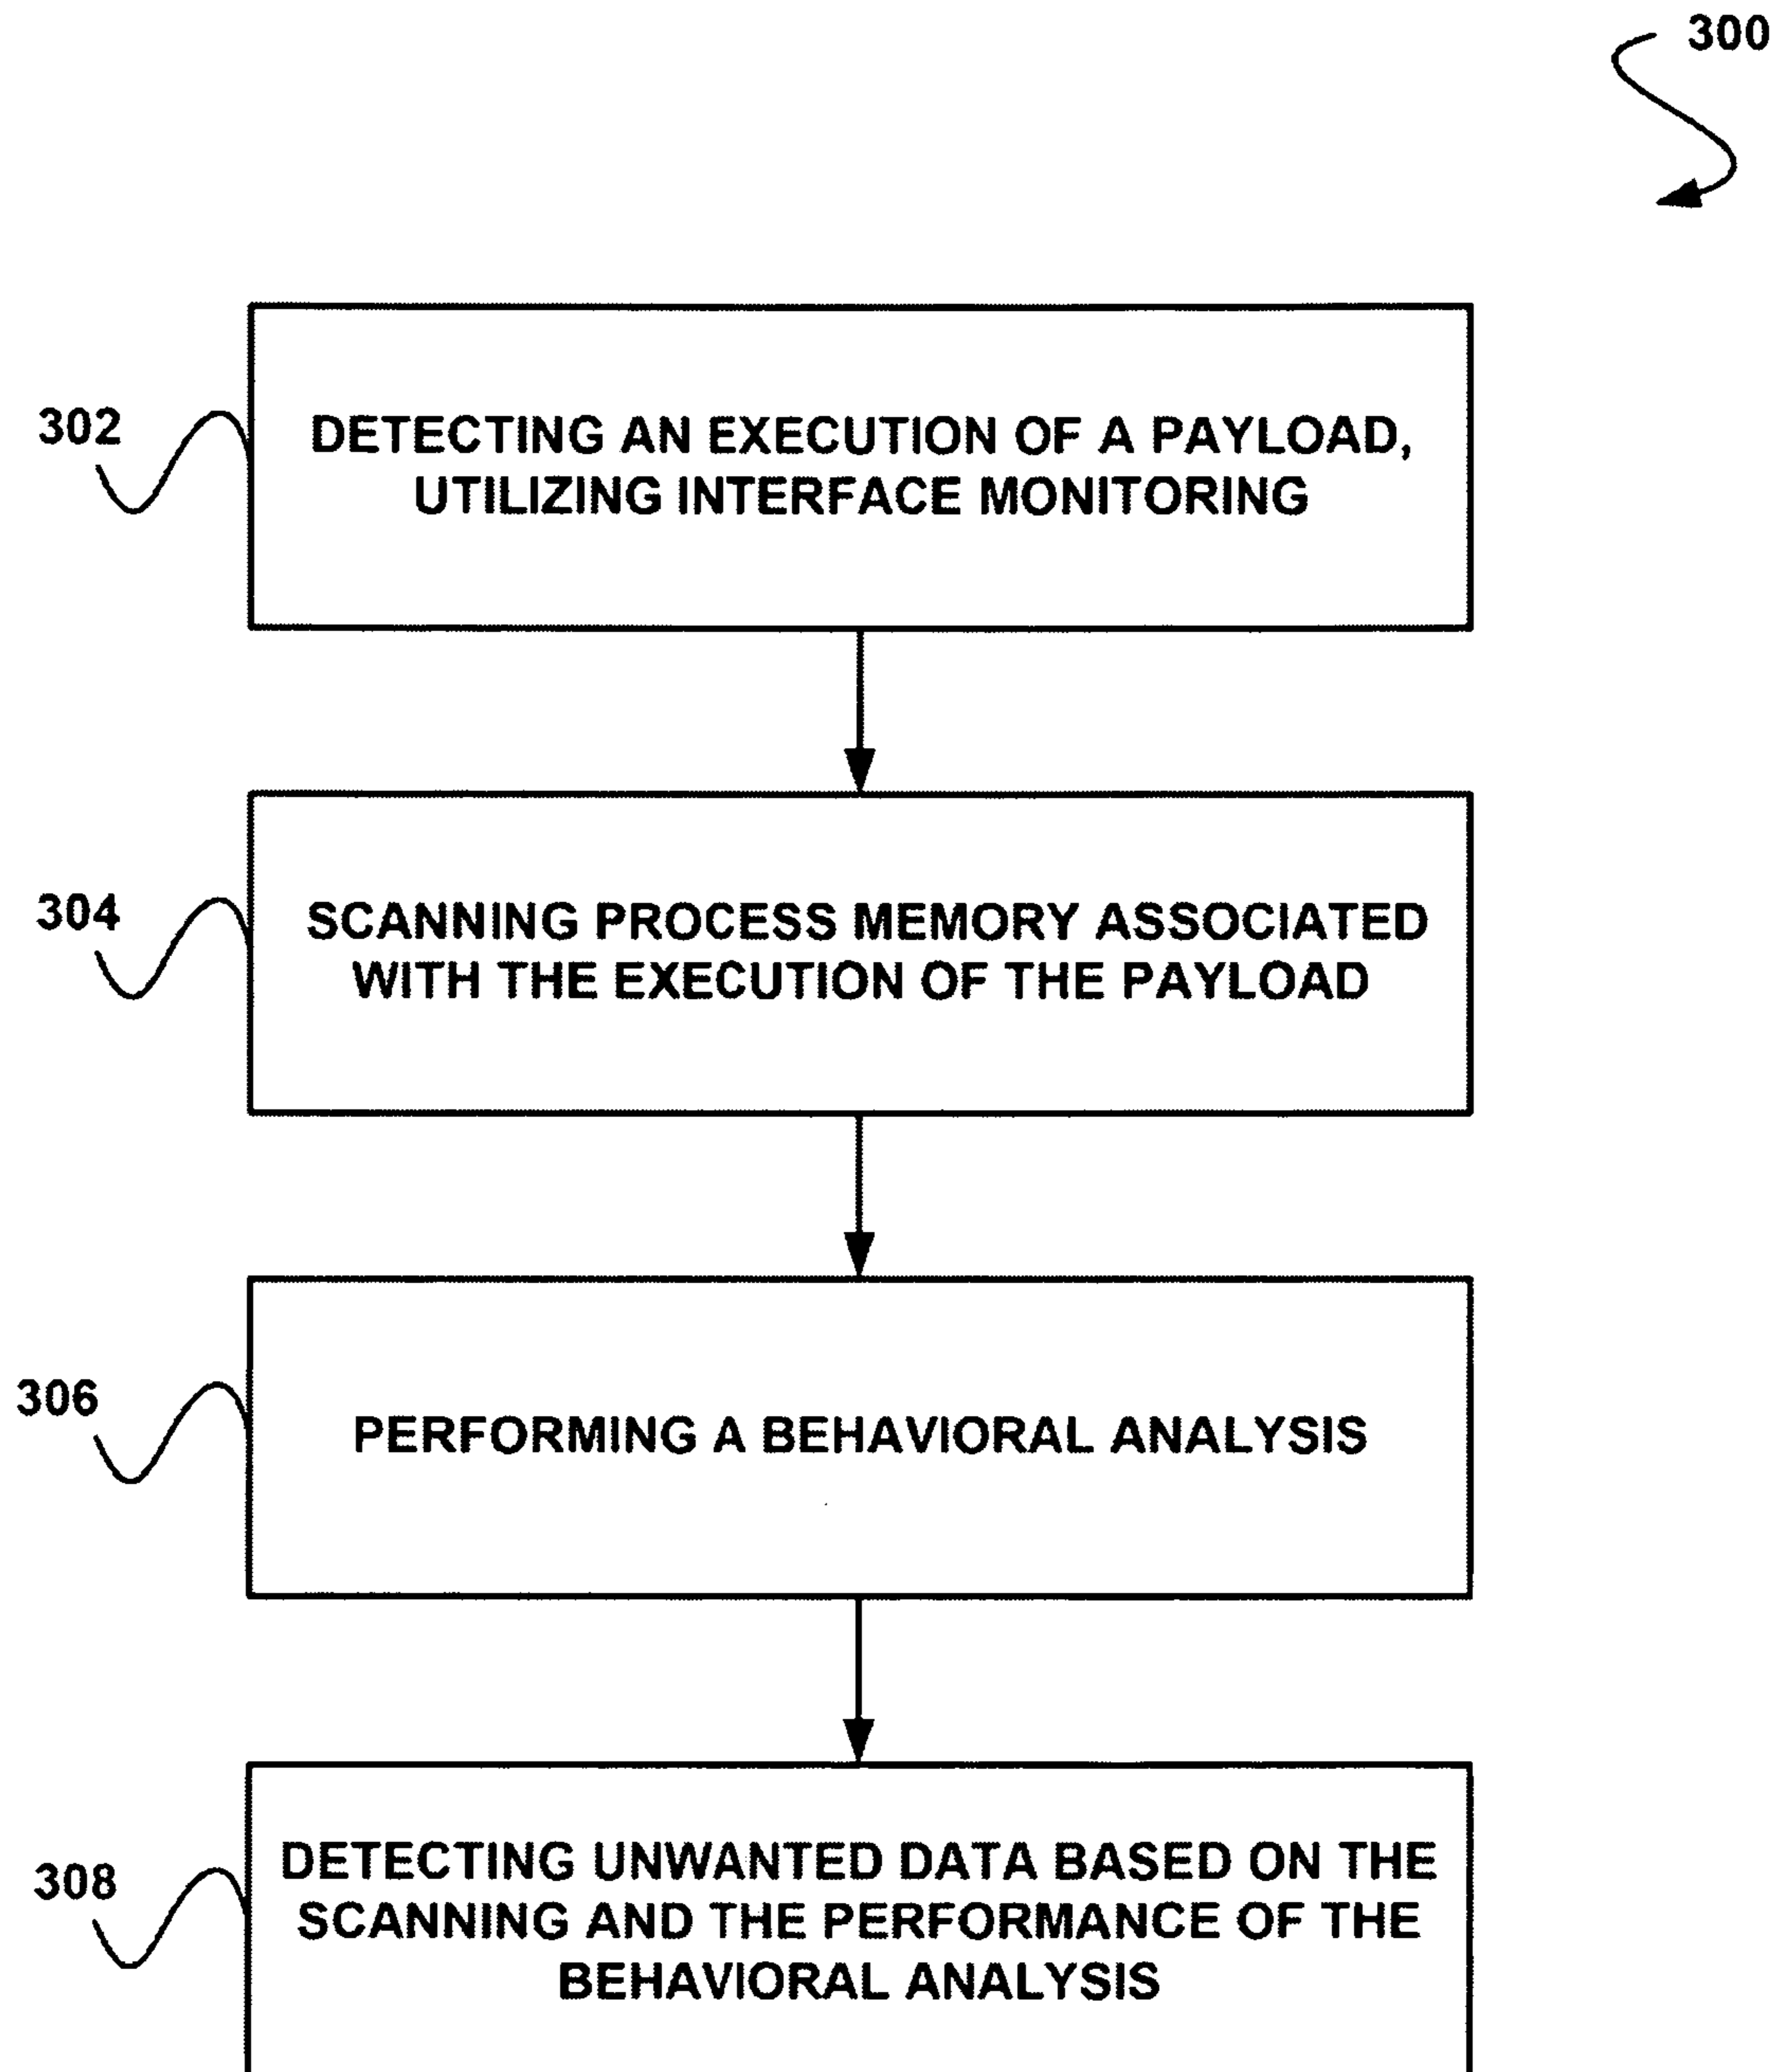 300
302
DETECTING AN EXECUTION OF A PAYLOAD,
UTILIZING INTERFACE MONITORING
304
SCANNING PROCESS MEMORY ASSOCIATED
WITH THE EXECUTION OF THE PAYLOAD
306
PERFORMING A BEHAVIORAL ANALYSIS
308
DETECTING UNWANTED DATA BASED ON THE
SCANNING AND THE PERFORMANCE OF THE
BEHAVIORAL ANALYSIS